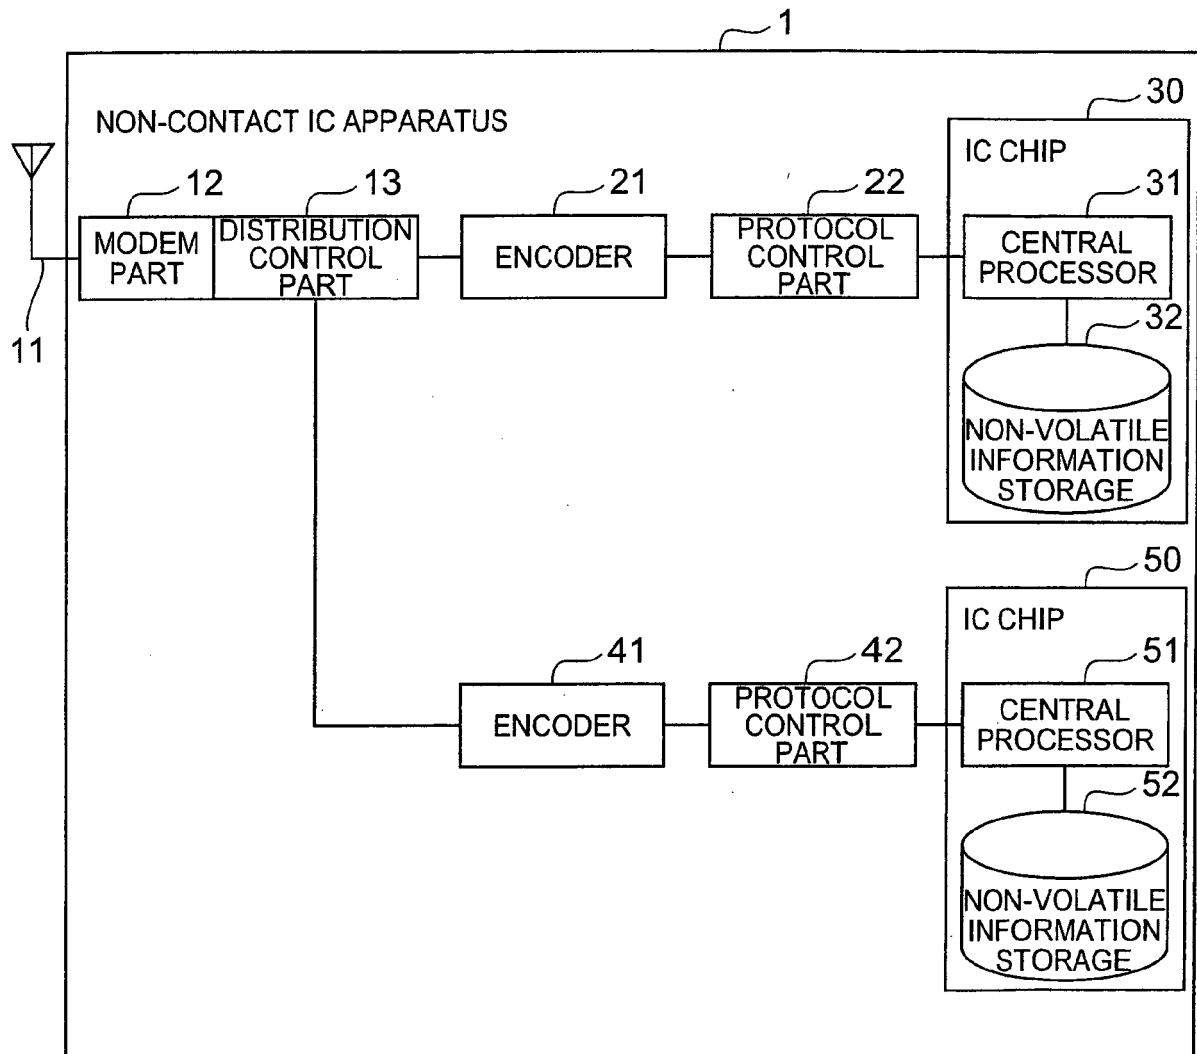 1
NON-CONTACT IC APPARATUS
30
IC CHIP
12
13
21
22
31
MODEM
PART
DISTRIBUTION
CONTROL
PART
ENCODER
PROTOCOL
CONTROL
PART
CENTRAL
PROCESSOR
11
32
NON-VOLATILE
INFORMATION
STORAGE
50
IC CHIP
41
42
51
ENCODER
PROTOCOL
CONTROL
PART
CENTRAL
PROCESSOR
52
NON-VOLATILE
INFORMATION
STORAGE